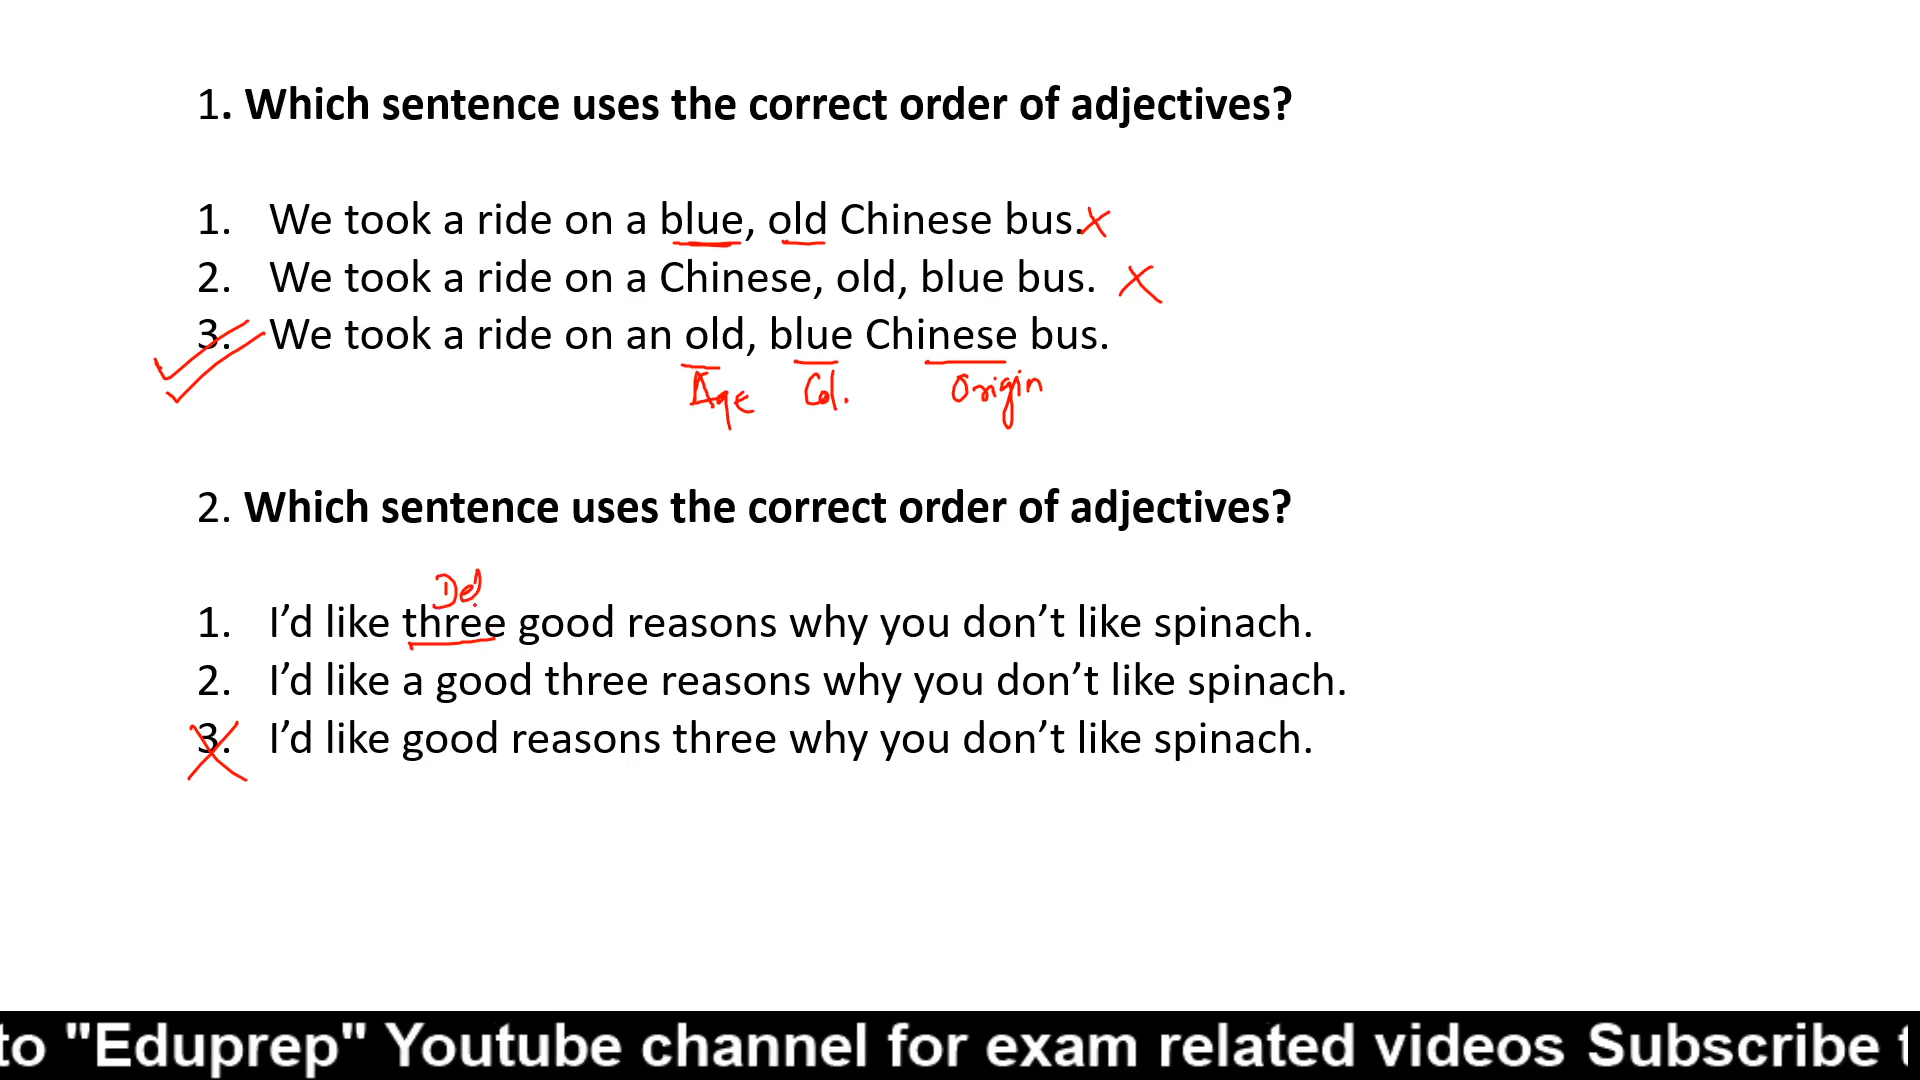 1. Which sentence uses the correct order of adjectives?
1. We took a ride on a blue, old Chinese bus.
2. We took a ride on a Chinese, old, blue bus.
3. We took a ride on an old, blue Chinese bus.
Age Col. Origin
2. Which sentence uses the correct order of adjectives?
1. I’d like three good reasons why you don’t like spinach.
2. I’d like a good three reasons why you don’t like spinach.
3. I’d like good reasons three why you don’t like spinach.
to "Eduprep" Youtube channel for exam related videos Subscribe t